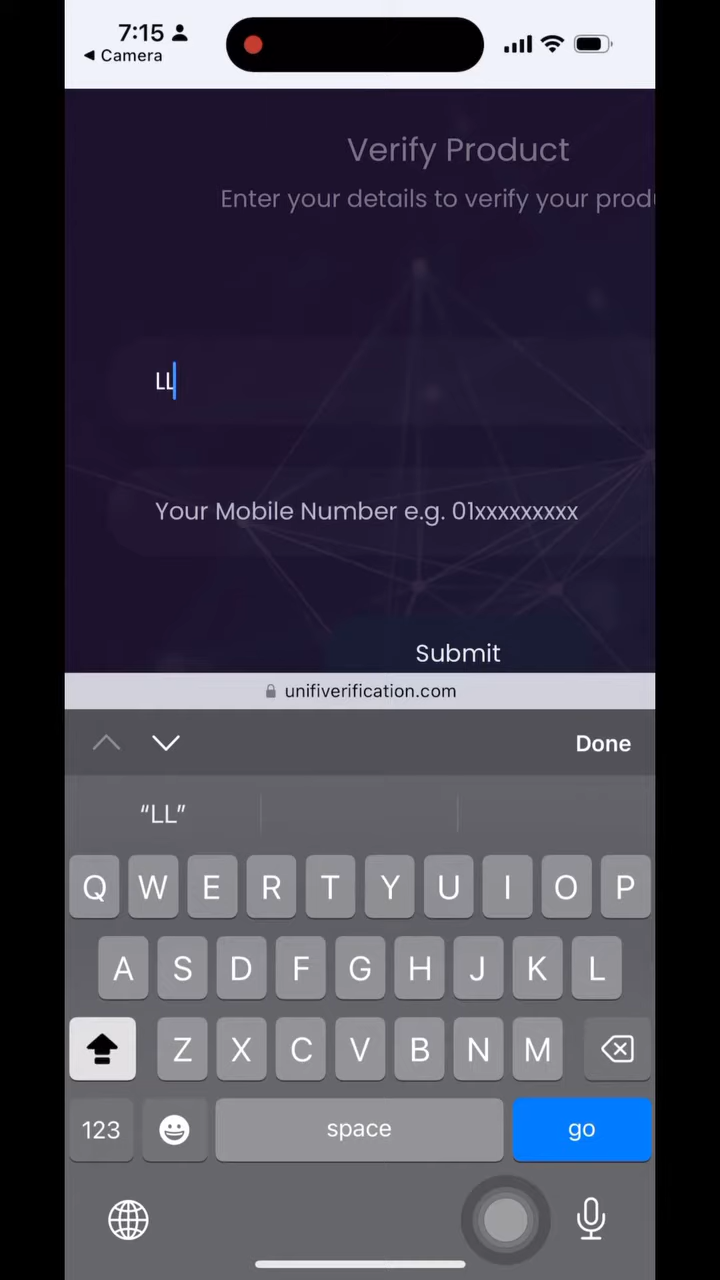 7:15
◀ Camera
Verify Product
Enter your details to verify your produ
LL
Your Mobile Number e.g. 01xxxxxxxxx
Submit
unifiverification.com
Done
“LL”
Q W E R T Y U I O P
A S D F G H J K L
Z X C V B N M
123 space go